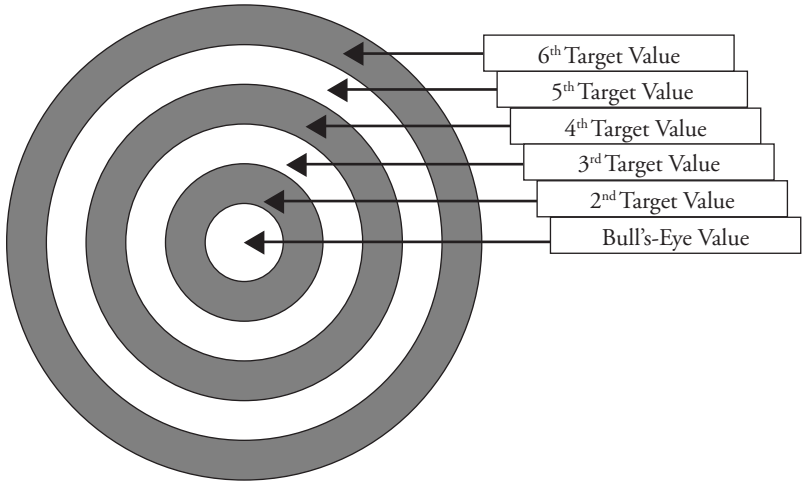 6th Target Value
5th Target Value
4th Target Value
3rd Target Value
2nd Target Value
Bull's-Eye Value